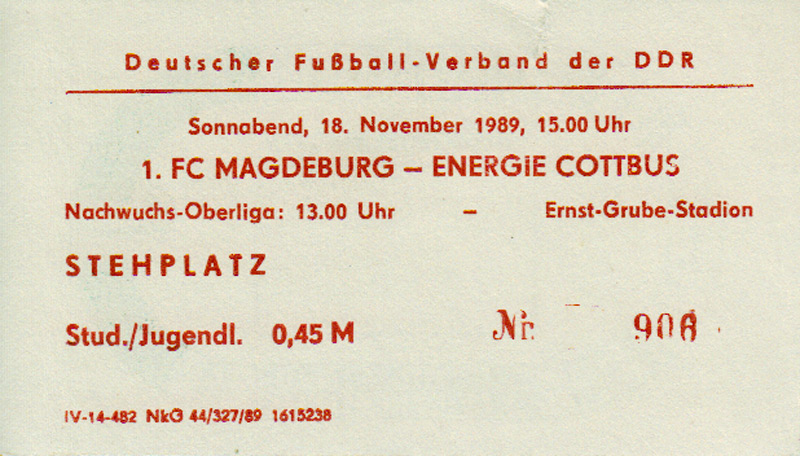 Deutscher Fußball-Verband der DDR
Sonnabend, 18. November 1989, 15.00 Uhr
1. FC MAGDEBURG – ENERGIE COTTBUS
Nachwuchs-Oberliga: 13.00 Uhr – Ernst-Grube-Stadion
STEHPLATZ
Stud./Jugendl. 0,45 M Nr. 906
IV-14-482 NkG 44/327/89 1615238